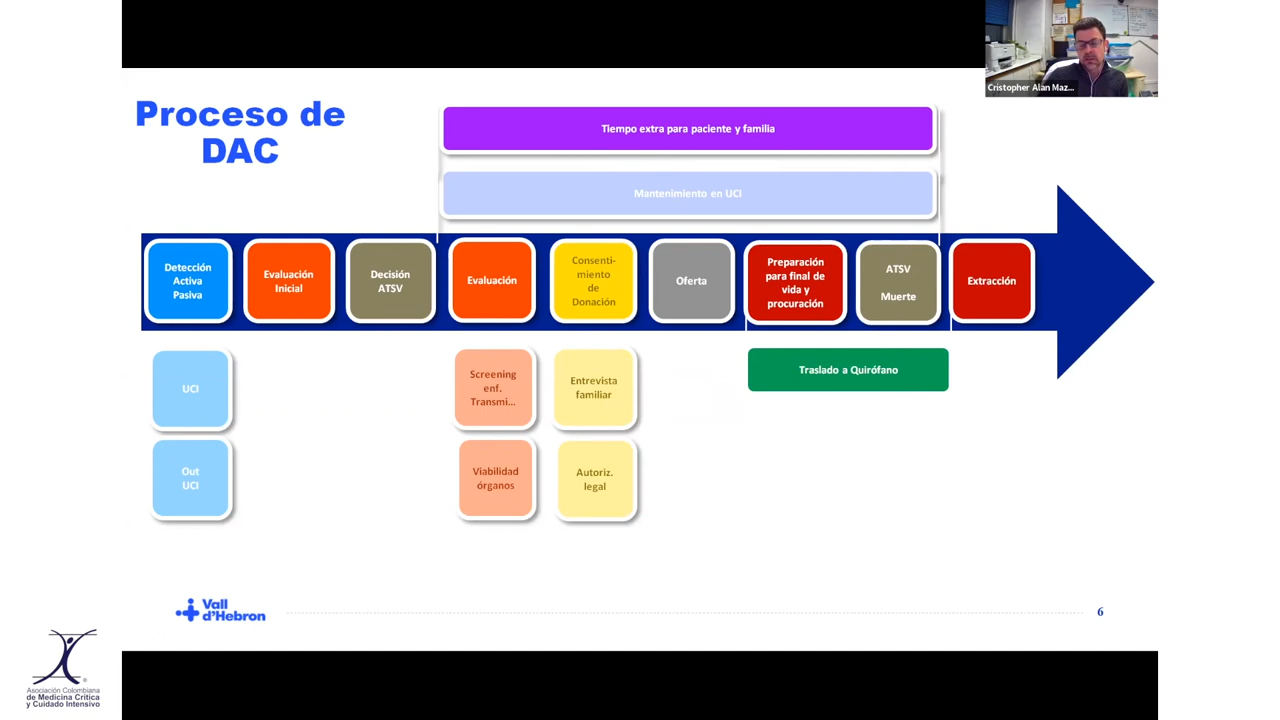 Cristopher Alan Maz...
Proceso de
DAC
Tiempo extra para paciente y familia
Mantenimiento en UCI
Detección
Activa
Pasiva
Evaluación
Inicial
Decisión
ATSV
Evaluación
Consenti-
miento
de
Donación
Oferta
Preparación
para final de
vida y
procuración
ATSV
Muerte
Extracción
UCI
Screening
enf.
Transmi...
Entrevista
familiar
Traslado a Quirófano
Out
UCI
Viabilidad
órganos
Autoriz.
legal
Vall
d'Hebron
6
Asociación Colombiana
de Medicina Crítica
y Cuidado Intensivo